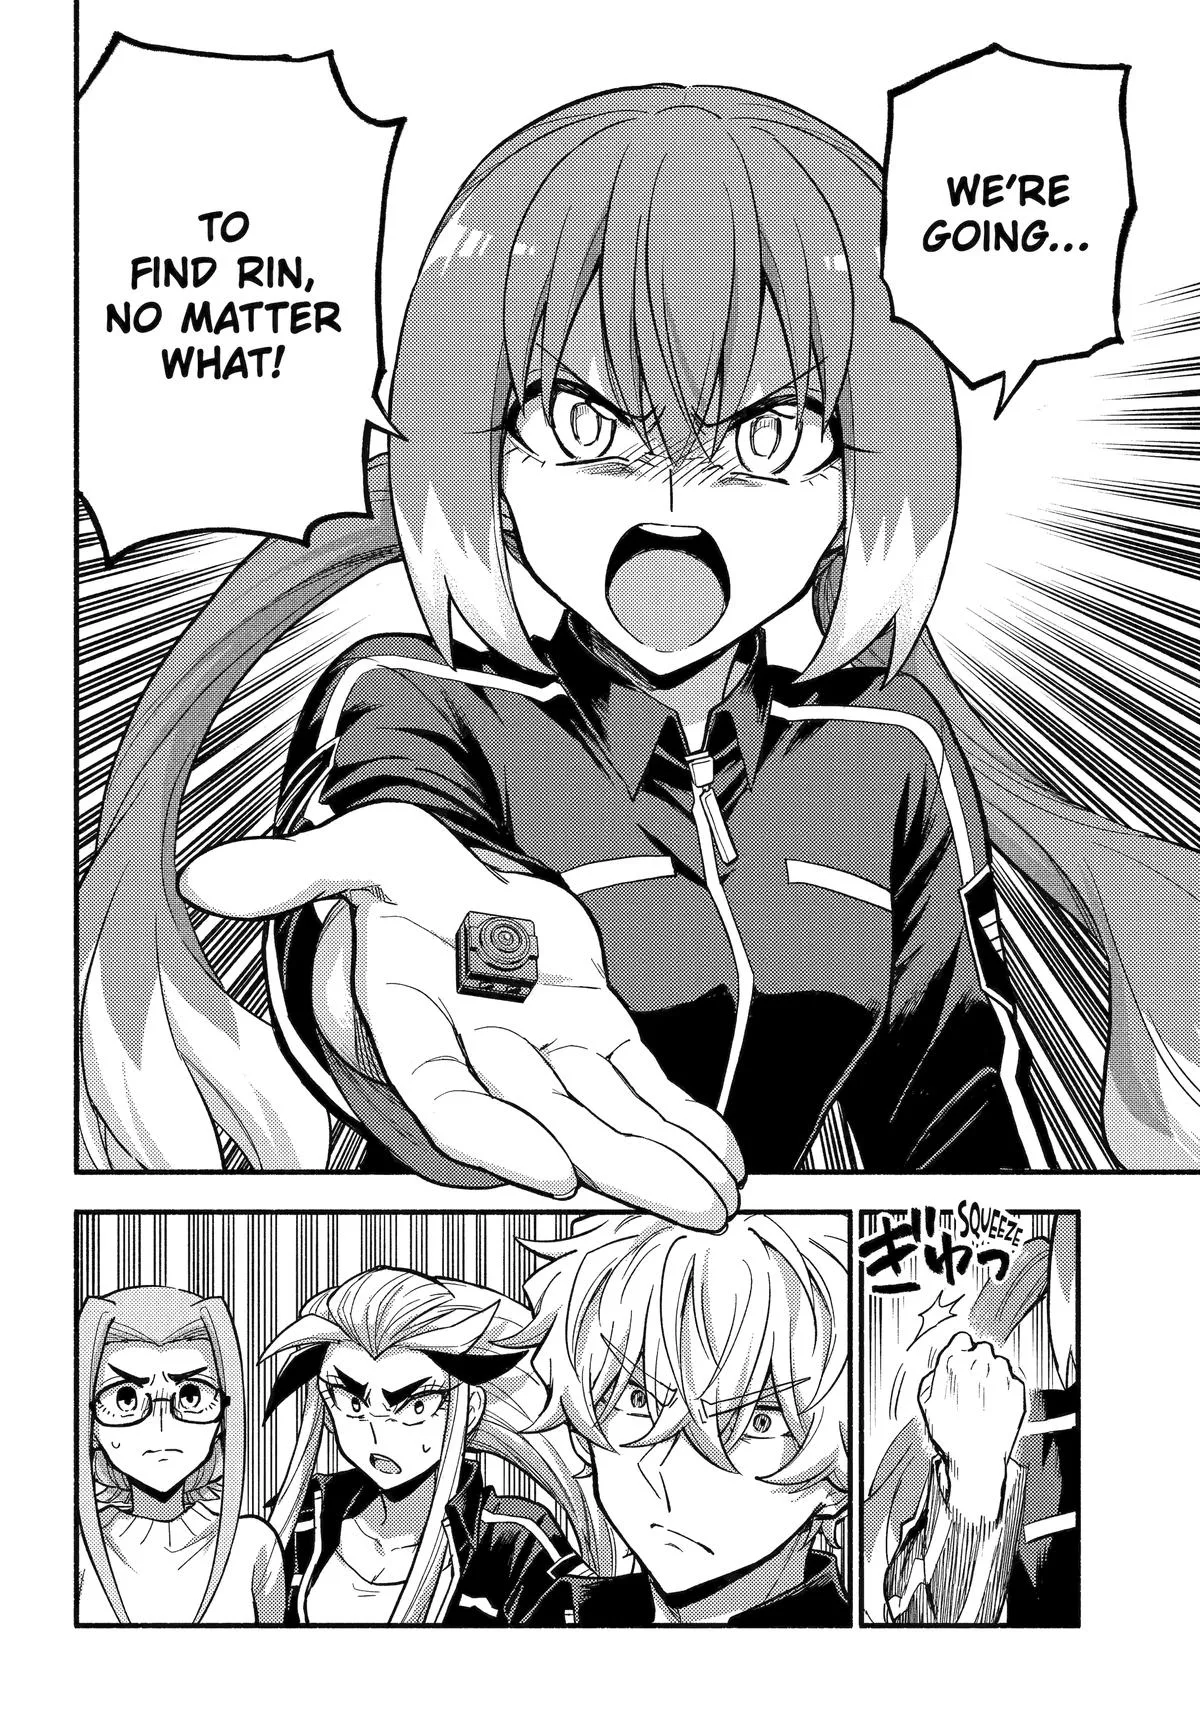 WE'RE
GOING...
TO
FIND RIN,
NO MATTER
WHAT!
ぎゅっ
SQUEEZE